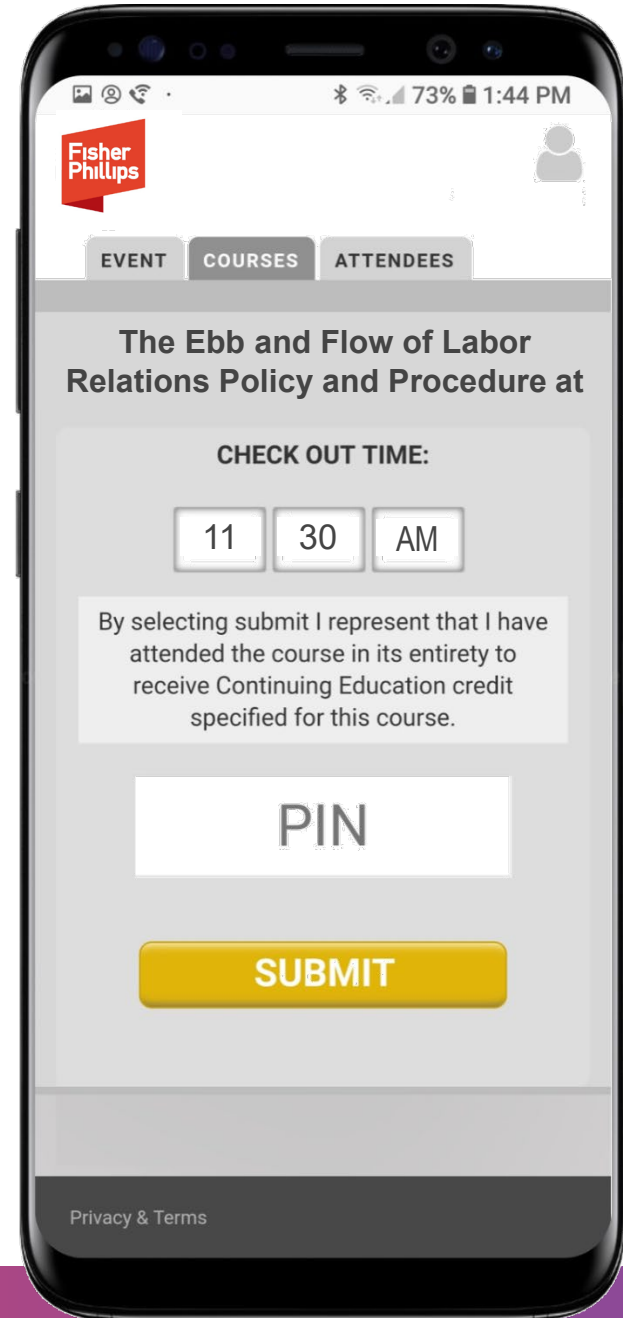 73% 1:44 PM
Fisher
Phillips
EVENT COURSES ATTENDEES
The Ebb and Flow of Labor
Relations Policy and Procedure at
CHECK OUT TIME:
11 30 AM
By selecting submit I represent that I have
attended the course in its entirety to
receive Continuing Education credit
specified for this course.
PIN
SUBMIT
Privacy & Terms